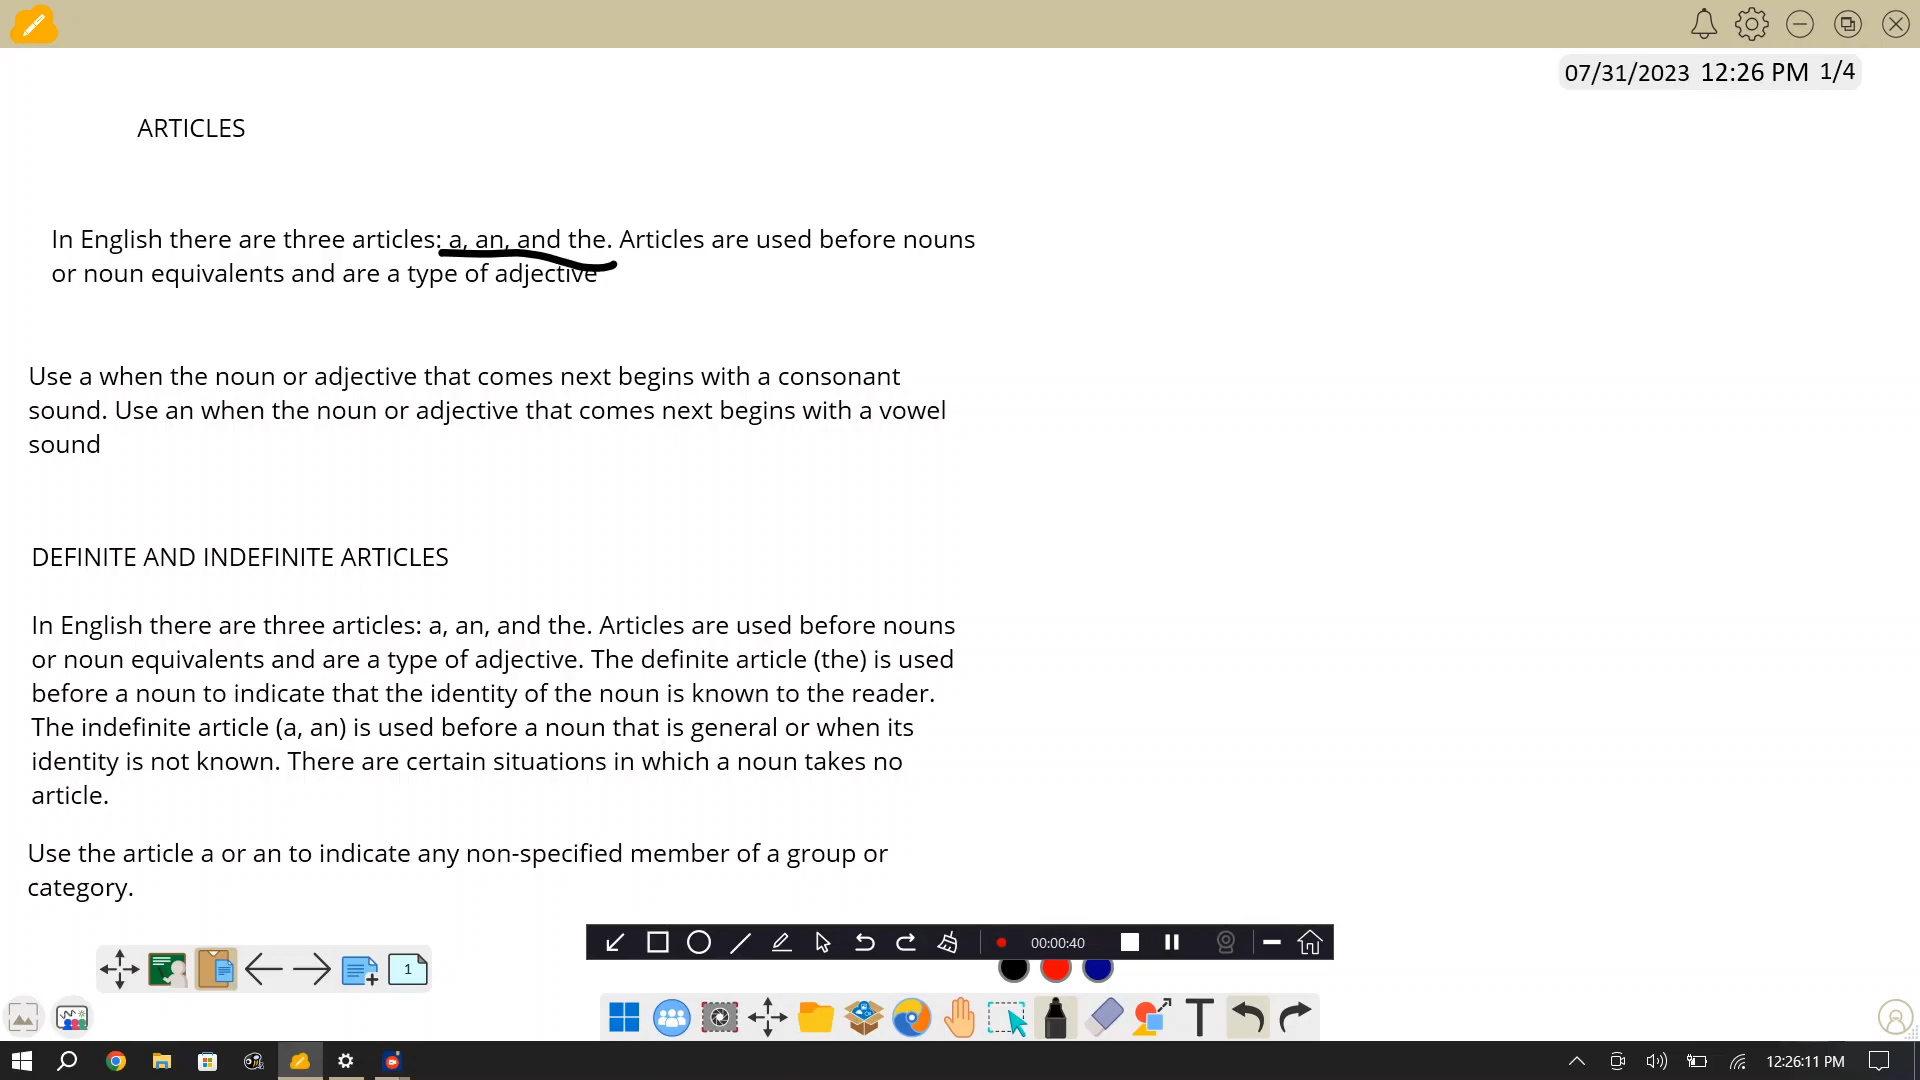 07/31/2023 12:26 PM 1/4
ARTICLES
In English there are three articles: a, an, and the. Articles are used before nouns
or noun equivalents and are a type of adjective
Use a when the noun or adjective that comes next begins with a consonant
sound. Use an when the noun or adjective that comes next begins with a vowel
sound
DEFINITE AND INDEFINITE ARTICLES
In English there are three articles: a, an, and the. Articles are used before nouns
or noun equivalents and are a type of adjective. The definite article (the) is used
before a noun to indicate that the identity of the noun is known to the reader.
The indefinite article (a, an) is used before a noun that is general or when its
identity is not known. There are certain situations in which a noun takes no
article.
Use the article a or an to indicate any non-specified member of a group or
category.
00:00:40
1
12:26:11 PM